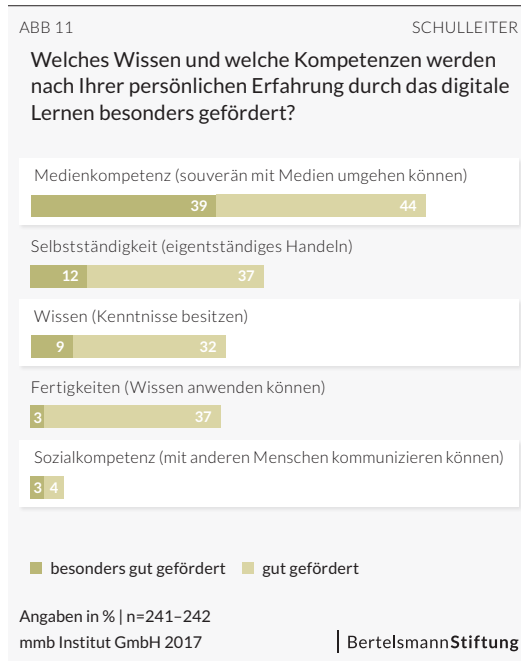 ABB 11
SCHULLEITER
Welches Wissen und welche Kompetenzen werden
nach Ihrer persönlichen Erfahrung durch das digitale
Lernen besonders gefördert?
Medienkompetenz (souverän mit Medien umgehen können)
39 44
Selbstständigkeit (eigentständiges Handeln)
12 37
Wissen (Kenntnisse besitzen)
9 32
Fertigkeiten (Wissen anwenden können)
3 37
Sozialkompetenz (mit anderen Menschen kommunizieren können)
3 4
besonders gut gefördert gut gefördert
Angaben in % | n=241–242
mmb Institut GmbH 2017
BertelsmannStiftung